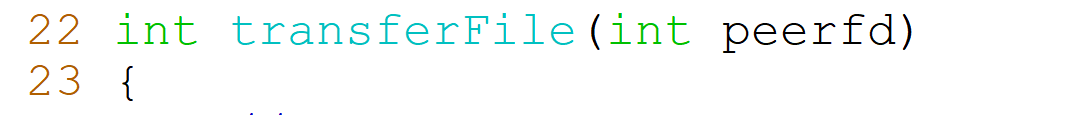 22 int transferFile(int peerfd)
23 {